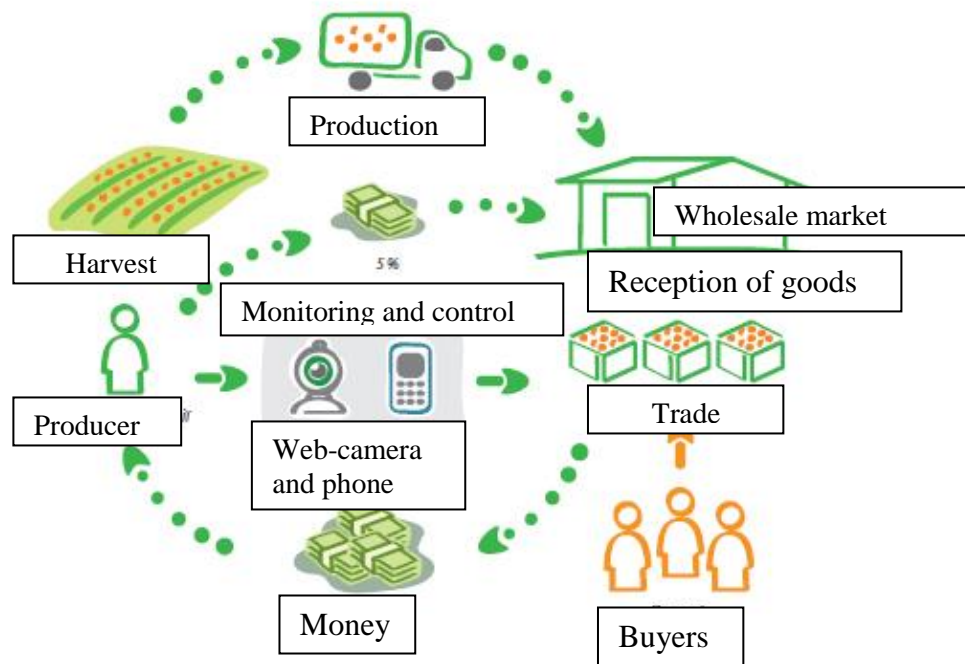 Production
Wholesale market
Harvest
5 %
Reception of goods
Monitoring and control
Producer
Trade
Web-camera
and phone
Money
Buyers